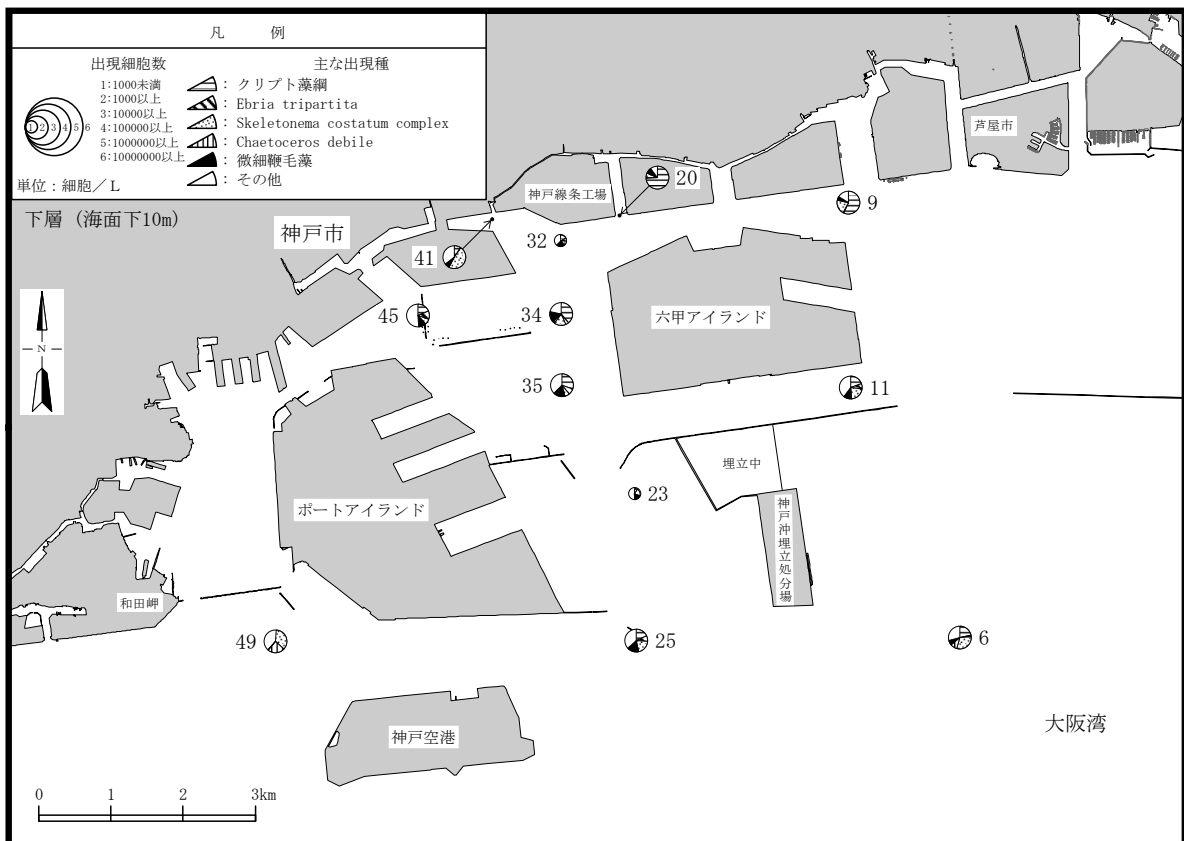 凡 例
出現細胞数
1:1000未満
2:1000以上
3:10000以上
4:100000以上
5:1000000以上
6:10000000以上
1 2 3 4 5 6
単位：細胞／L
主な出現種
：クリプト藻綱
：Ebria tripartita
：Skeletonema costatum complex
：Chaetoceros debile
：微細鞭毛藻
：その他
下層（海面下10m）
神戸市
神戸線条工場
芦屋市
20
9
41
32
45
34
六甲アイランド
35
11
埋立中
23
ポートアイランド
神戸沖埋立処分場
和田岬
49
25
6
神戸空港
大阪湾
N
0 1 2 3km